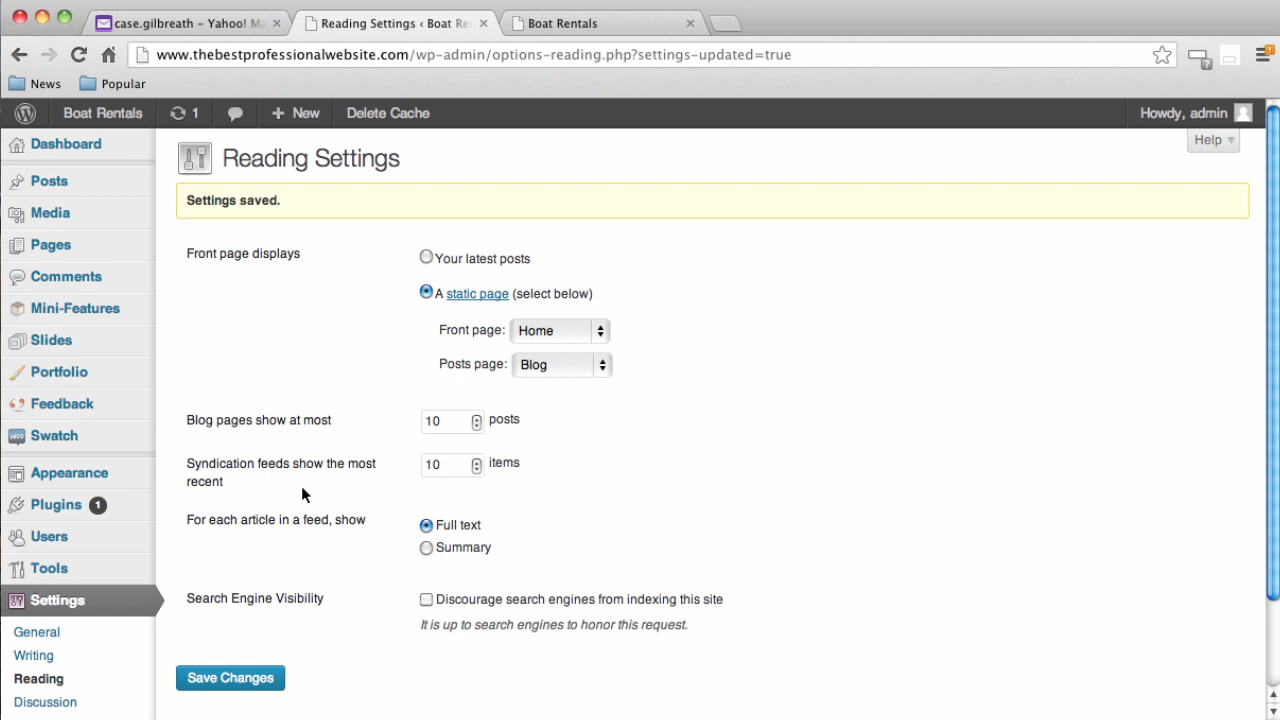 case.gilbreath – Yahoo! Ma
Reading Settings ‹ Boat Re
Boat Rentals
www.thebestprofessionalwebsite.com/wp-admin/options-reading.php?settings-updated=true
News
Popular
Boat Rentals
1
+ New
Delete Cache
Howdy, admin
Help
Dashboard
Posts
Media
Pages
Comments
Mini-Features
Slides
Portfolio
Feedback
Swatch
Appearance
Plugins 1
Users
Tools
Settings
General
Writing
Reading
Discussion
Reading Settings
Settings saved.
Front page displays
Your latest posts
A static page (select below)
Front page: Home
Posts page: Blog
Blog pages show at most 10 posts
Syndication feeds show the most 10 items
recent
For each article in a feed, show
Full text
Summary
Search Engine Visibility
Discourage search engines from indexing this site
It is up to search engines to honor this request.
Save Changes